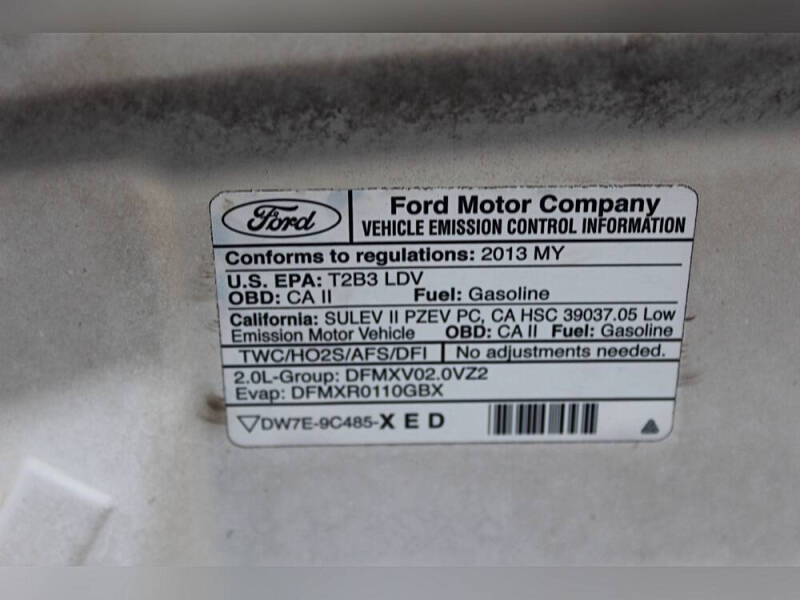 Ford
Ford Motor Company
VEHICLE EMISSION CONTROL INFORMATION
Conforms to regulations: 2013 MY
U.S. EPA: T2B3 LDV
OBD: CA II Fuel: Gasoline
California: SULEV II PZEV PC, CA HSC 39037.05 Low
Emission Motor Vehicle OBD: CA II Fuel: Gasoline
TWC/HO2S/AFS/DFI No adjustments needed.
2.0L-Group: DFMXV02.0VZ2
Evap: DFMXR0110GBX
DW7E-9C485-XED